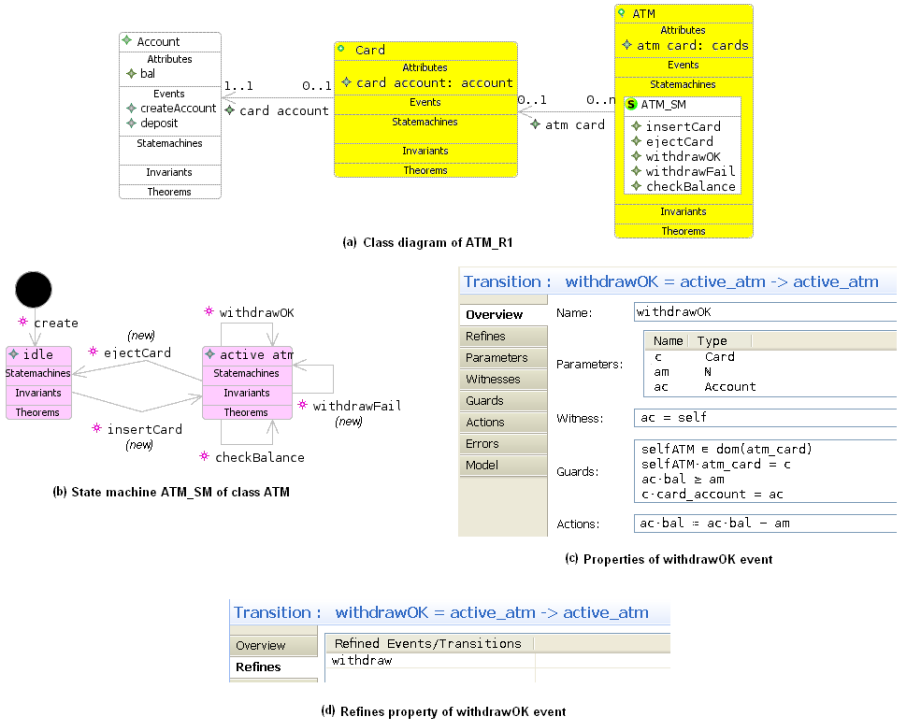 Account
Attributes
bal
Events
createAccount
deposit
Statemachines
Invariants
Theorems
1..1
0..1
card account
Card
Attributes
card account: account
Events
Statemachines
Invariants
Theorems
0..1
0..n
atm card
ATM
Attributes
atm card: cards
Events
Statemachines
S ATM_SM
insertCard
ejectCard
withdrawOK
withdrawFail
checkBalance
Invariants
Theorems
(a) Class diagram of ATM_R1
create
idle
Statemachines
Invariants
Theorems
(new)
ejectCard
insertCard
(new)
withdrawOK
active atm
Statemachines
Invariants
Theorems
withdrawFail
(new)
checkBalance
(b) State machine ATM_SM of class ATM
Transition : withdrawOK = active_atm -> active_atm
Overview
Refines
Parameters
Witnesses
Guards
Actions
Errors
Model
Name: withdrawOK
Parameters:
Name Type
c Card
am ℕ
ac Account
Witness: ac = self
Guards:
selfATM ∈ dom(atm_card)
selfATM·atm_card = c
ac·bal ≥ am
c·card_account = ac
Actions: ac·bal ≔ ac·bal − am
(c) Properties of withdrawOK event
Transition : withdrawOK = active_atm -> active_atm
Overview
Refines
Refined Events/Transitions
withdraw
(d) Refines property of withdrawOK event